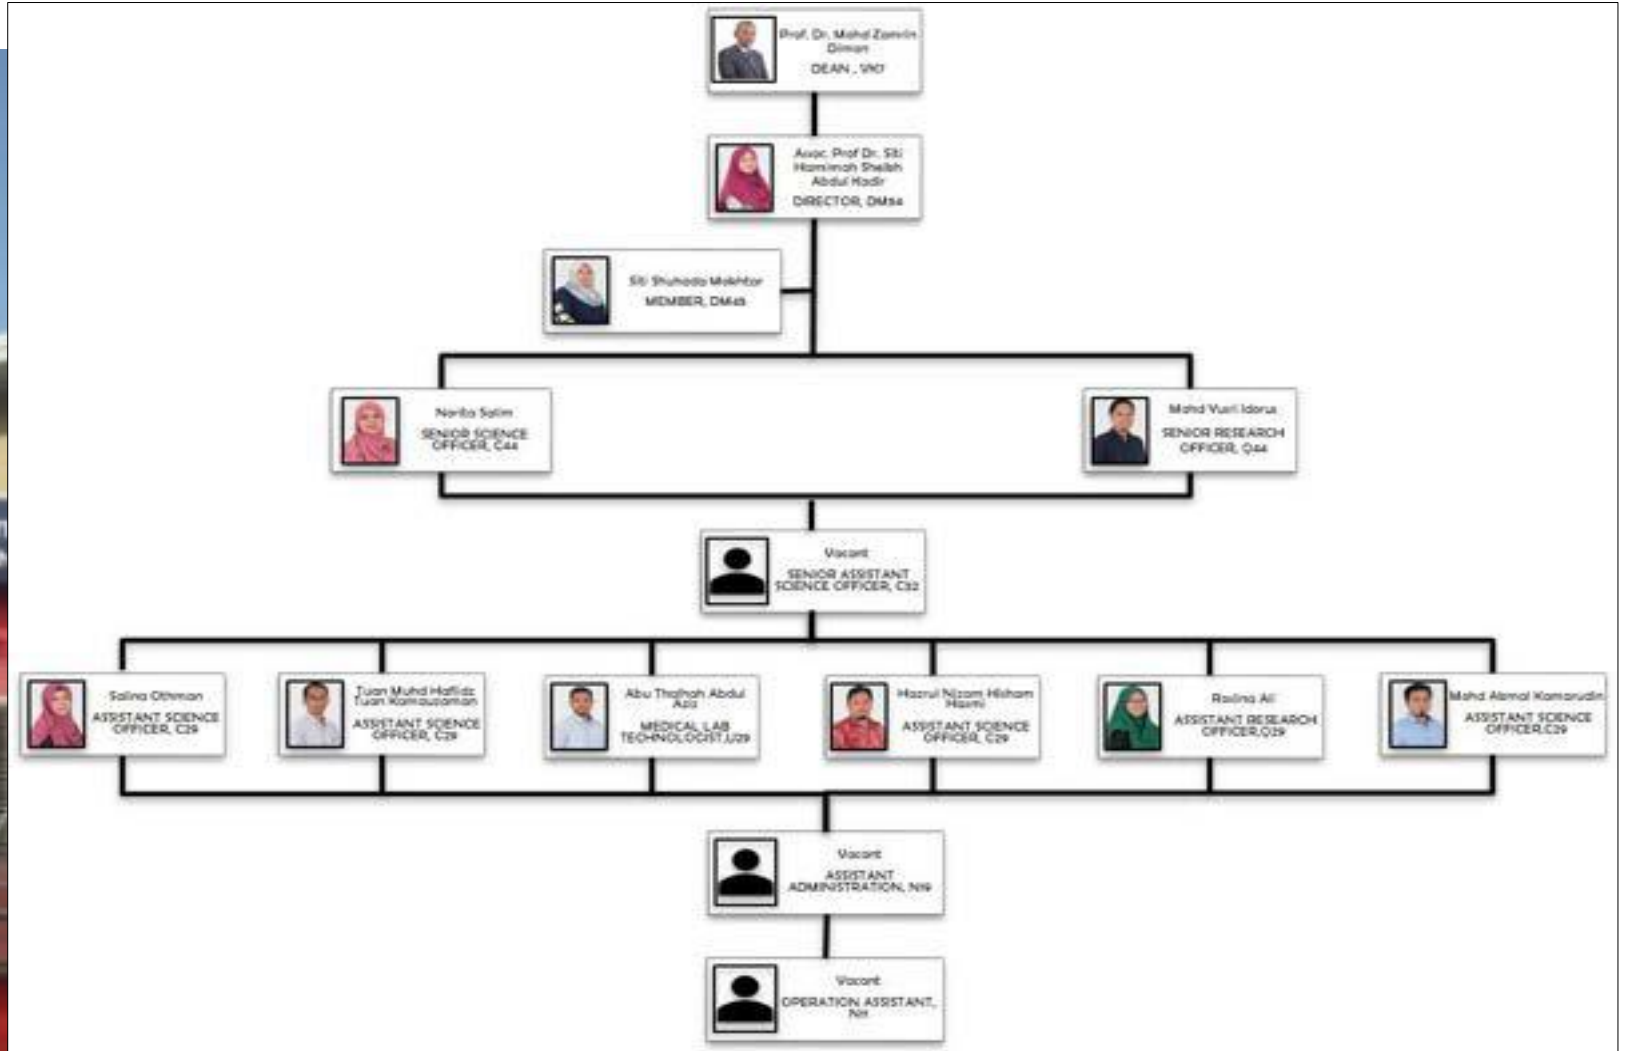 Prof. Dr. Mohd Zamrin
Dimon
DEAN , VK7
Assoc. Prof Dr. Siti
Hamimah Sheikh
Abdul Kadir
DIRECTOR, DM54
Siti Shuhada Mokhtar
MEMBER, DM45
Norita Salim
SENIOR SCIENCE
OFFICER, C44
Mohd Yusri Idorus
SENIOR RESEARCH
OFFICER, Q44
Vacant
SENIOR ASSISTANT
SCIENCE OFFICER, C32
Salina Othman
ASSISTANT SCIENCE
OFFICER, C29
Tuan Muhd Hafiidz
Tuan Kamauzaman
ASSISTANT SCIENCE
OFFICER, C29
Abu Thalhah Abdul
Aziz
MEDICAL LAB
TECHNOLOGIST,U29
Hazrul Nizam Hisham
Hasmi
ASSISTANT SCIENCE
OFFICER, C29
Roslina Ali
ASSISTANT RESEARCH
OFFICER,Q29
Mohd Akmal Kamarudin
ASSISTANT SCIENCE
OFFICER,C29
Vacant
ASSISTANT
ADMINISTRATION, N19
Vacant
OPERATION ASSISTANT,
N11